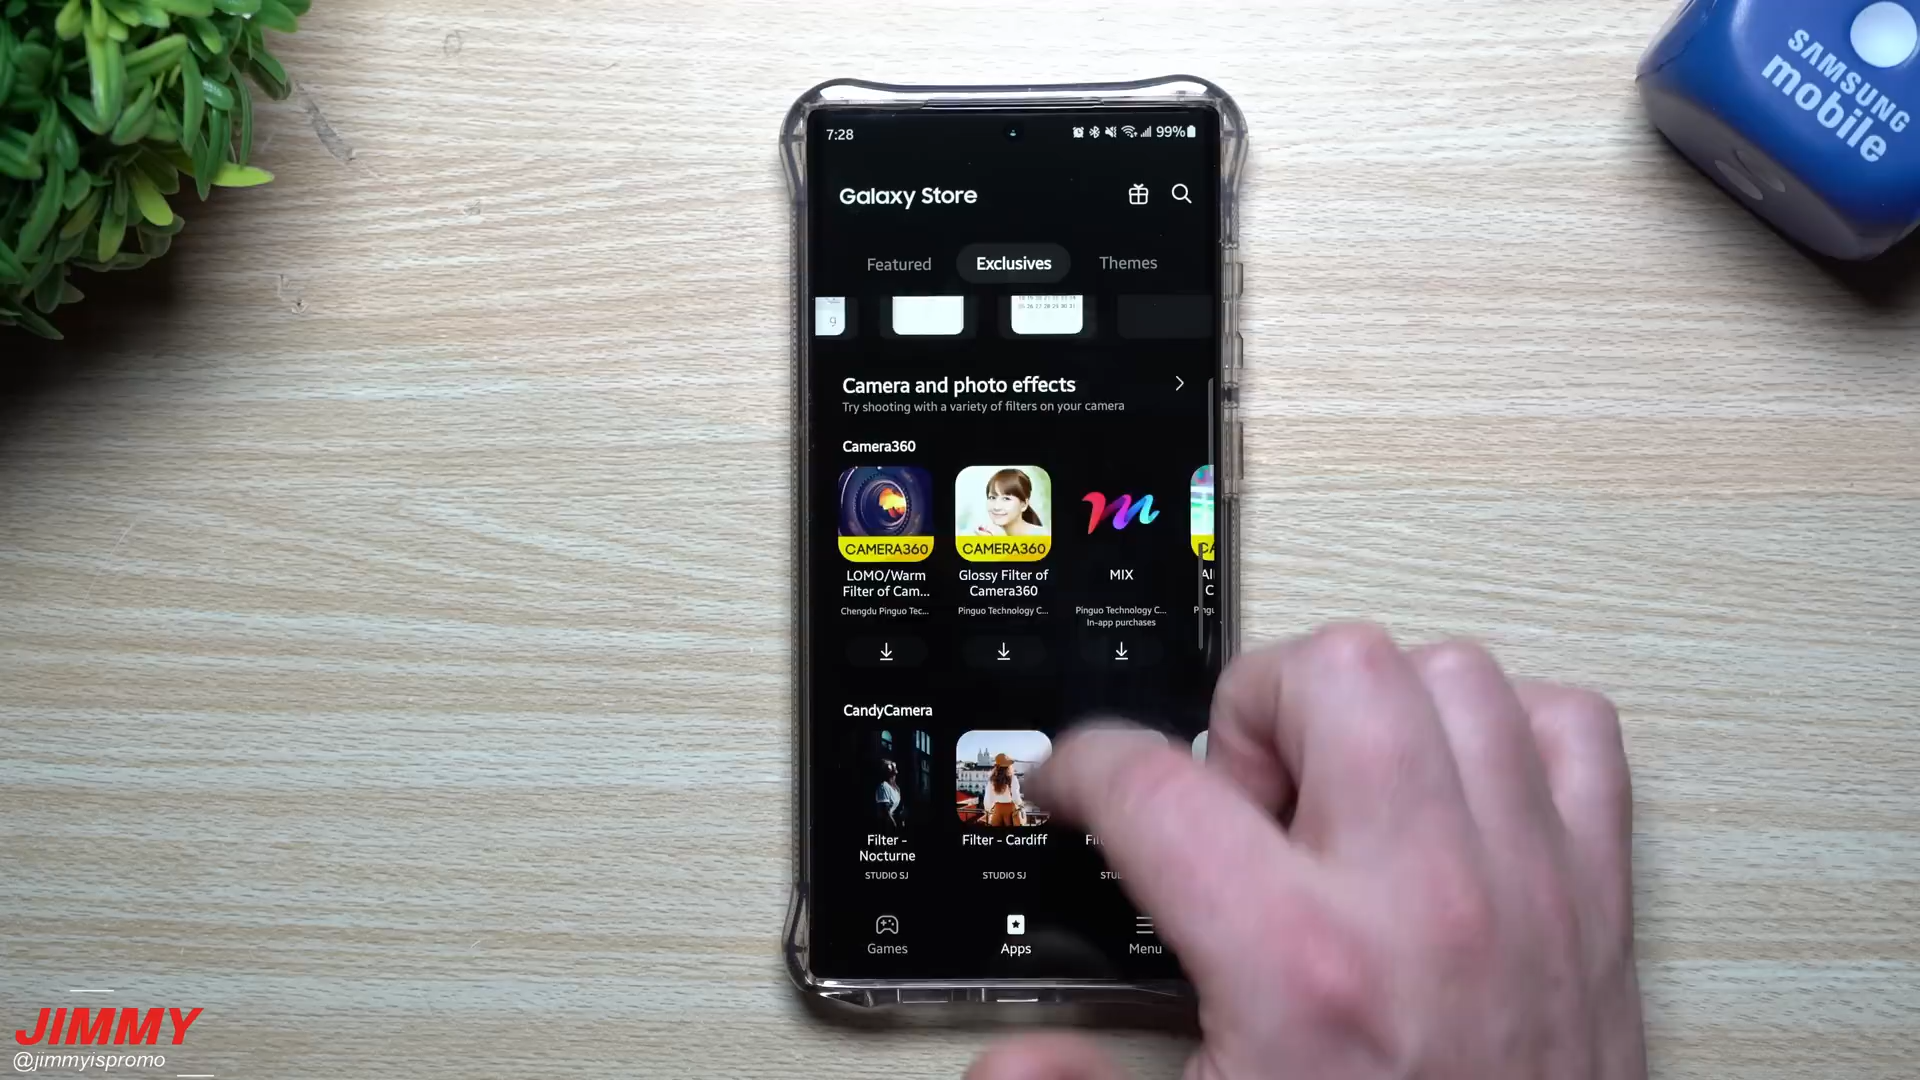 SAMSUNG
mobile
7:28
99%
Galaxy Store
Featured
Exclusives
Themes
9
Camera and photo effects
Try shooting with a variety of filters on your camera
Camera360
CAMERA360
CAMERA360
LOMO/Warm
Filter of Cam...
Glossy Filter of
Camera360
MIX
Chengdu Pinguo Tec...
Pinguo Technology C...
Pinguo Technology C...
In-app purchases
CandyCamera
Filter -
Nocturne
Filter - Cardiff
STUDIO SJ
STUDIO SJ
Games
Apps
Menu
JIMMY
@jimmyispromo